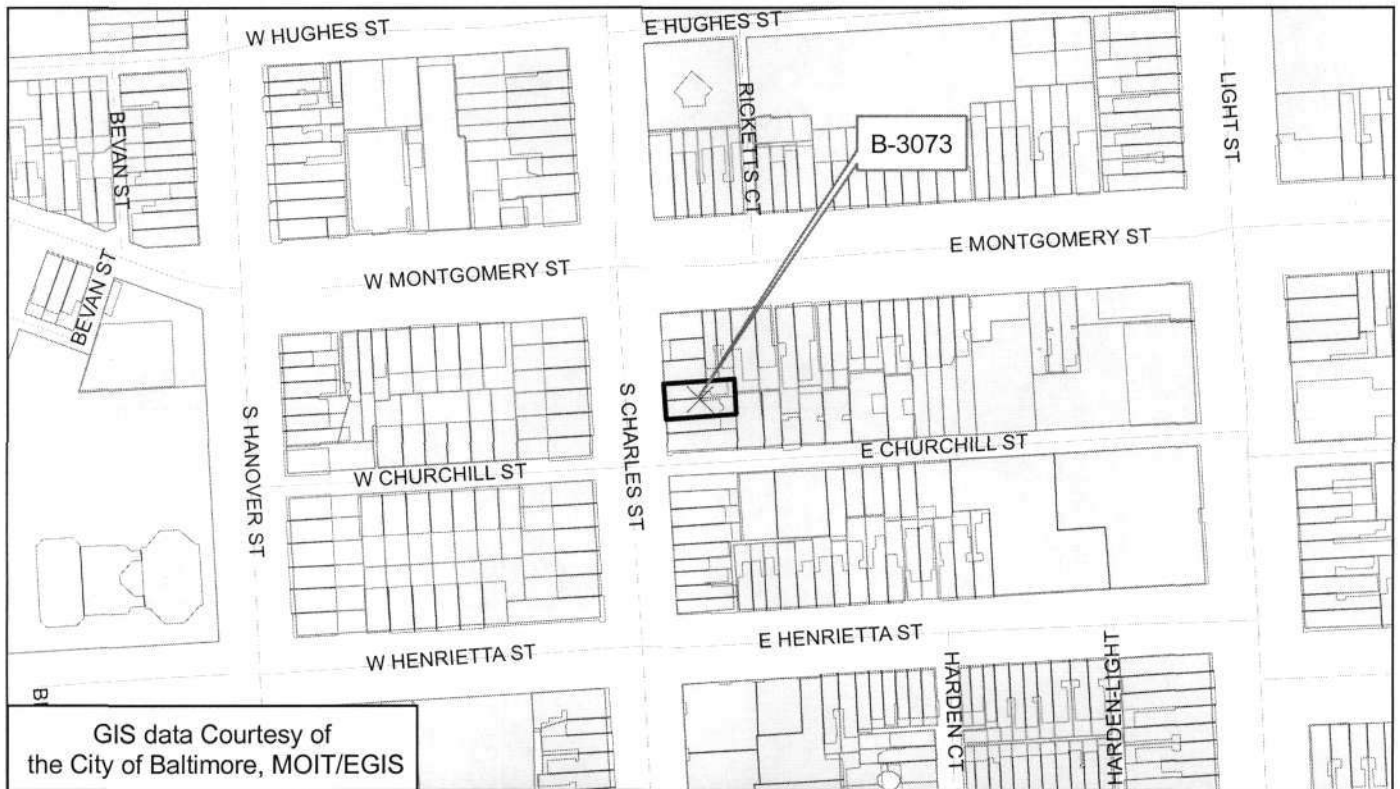 W HUGHES ST
E HUGHES ST
BEVAN ST
RICKETTS CT
LIGHT ST
B-3073
E MONTGOMERY ST
W MONTGOMERY ST
BEVAN ST
S HANOVER ST
S CHARLES ST
E CHURCHILL ST
W CHURCHILL ST
E HENRIETTA ST
W HENRIETTA ST
HARDEN CT
HARDEN-LIGHT
GIS data Courtesy of
the City of Baltimore, MOIT/EGIS